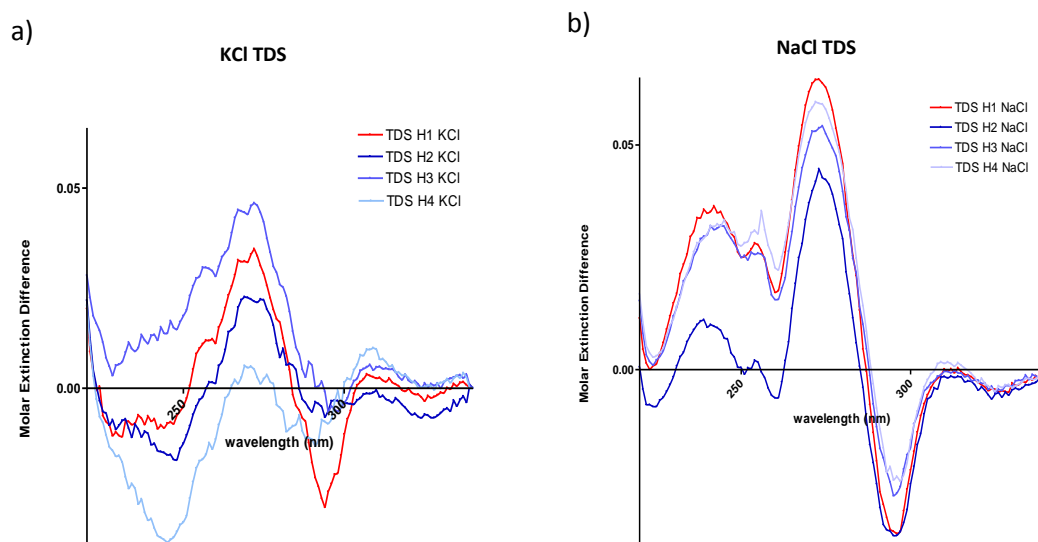 a)
KCl TDS
TDS H1 KCl
TDS H2 KCl
TDS H3 KCl
TDS H4 KCl
0.05
0.00
Molar Extinction Difference
250
300
wavelength (nm)
b)
NaCl TDS
TDS H1 NaCl
TDS H2 NaCl
TDS H3 NaCl
TDS H4 NaCl
0.05
0.00
Molar Extinction Difference
250
300
wavelength (nm)